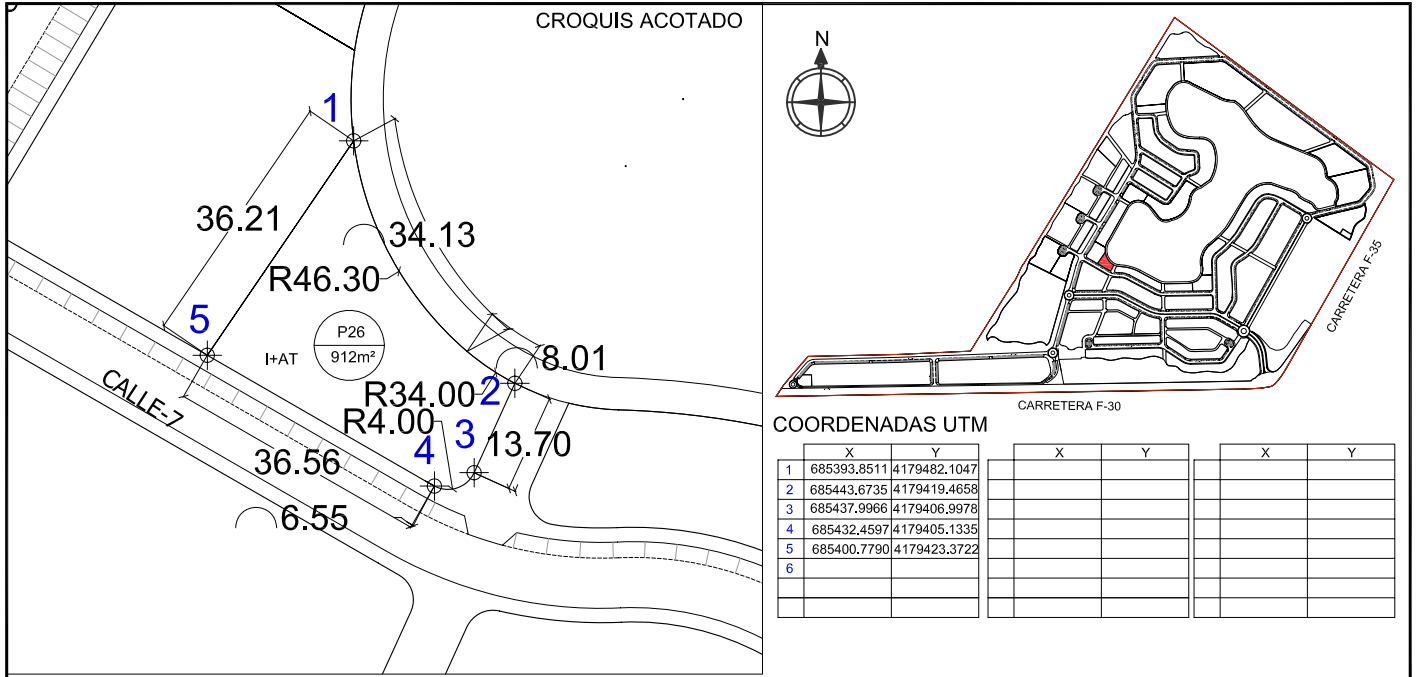 CROQUIS ACOTADO
1
36.21
34.13
R46.30
5
P26
912m²
I+AT
8.01
R34.00
2
R4.00
3
4
13.70
CALLE-7
36.56
6.55
N
CARRETERA F-35
CARRETERA F-30
COORDENADAS UTM
X Y X Y X Y
1 685393.8511 4179482.1047
2 685443.6735 4179419.4658
3 685437.9966 4179406.9978
4 685432.4597 4179405.1335
5 685400.7790 4179423.3722
6